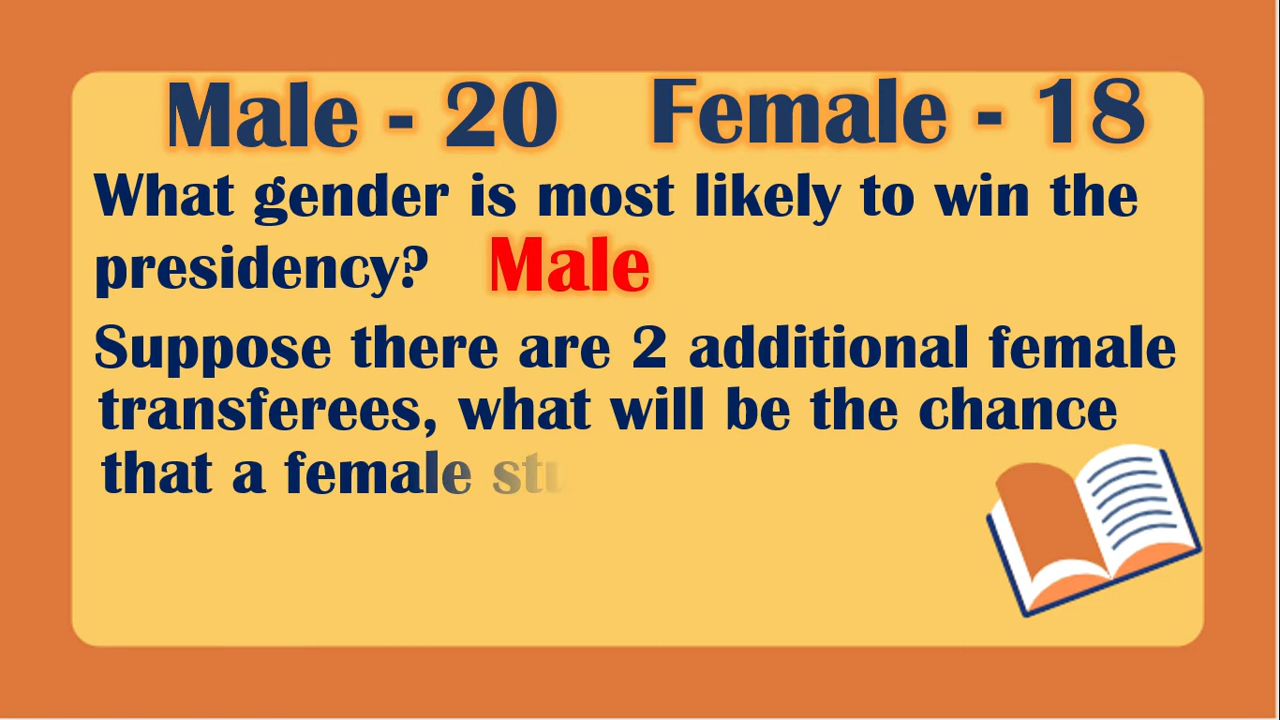 Male - 20 Female - 18
What gender is most likely to win the
presidency? Male
Suppose there are 2 additional female
transferees, what will be the chance
that a female